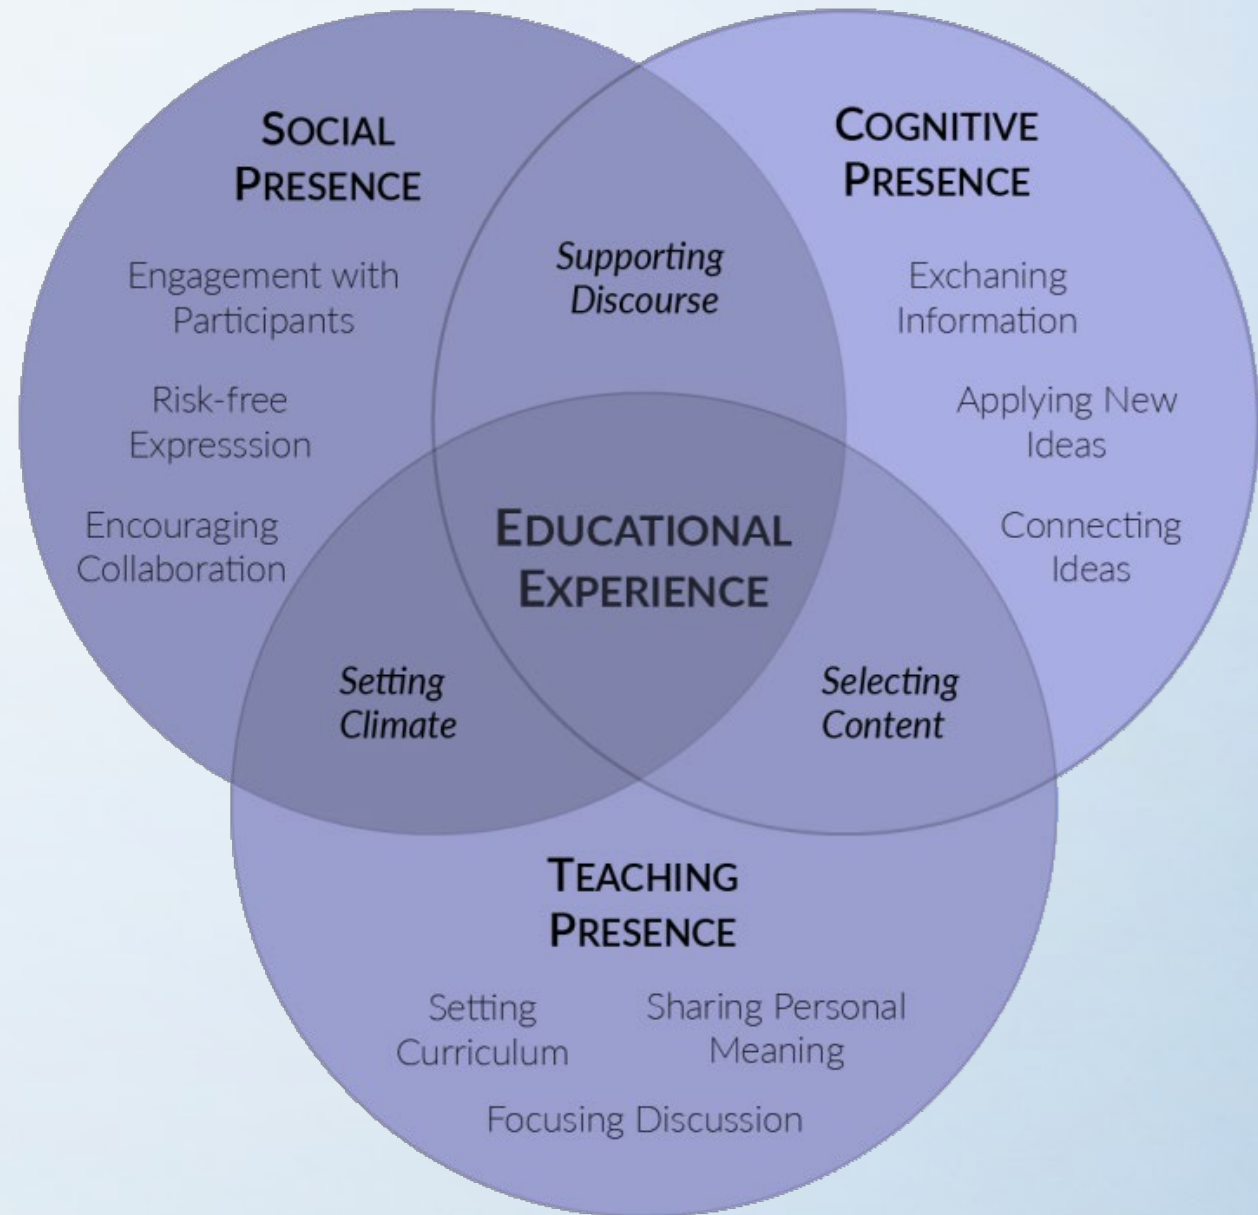 SOCIAL
PRESENCE
Engagement with
Participants
Risk-free
Expresssion
Encouraging
Collaboration
Supporting
Discourse
COGNITIVE
PRESENCE
Exchaning
Information
Applying New
Ideas
Connecting
Ideas
EDUCATIONAL
EXPERIENCE
Setting
Climate
Selecting
Content
TEACHING
PRESENCE
Setting
Curriculum
Sharing Personal
Meaning
Focusing Discussion